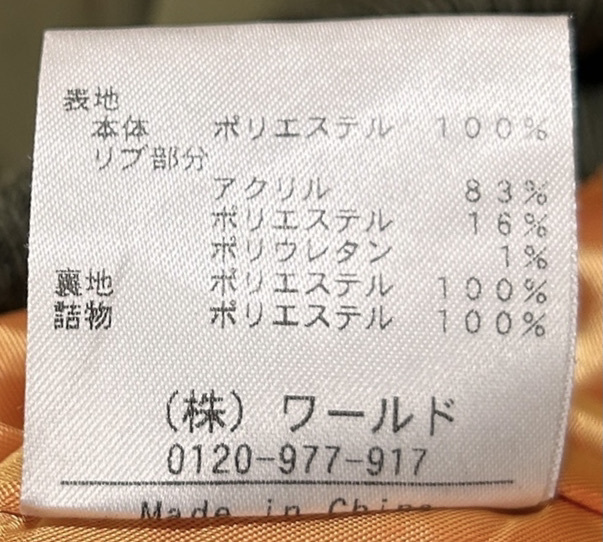 表地
本体 ポリエステル 100%
リブ部分
アクリル 83%
ポリエステル 16%
ポリウレタン 1%
裏地 ポリエステル 100%
詰物 ポリエステル 100%
(株) ワールド
0120-977-917
Made in China